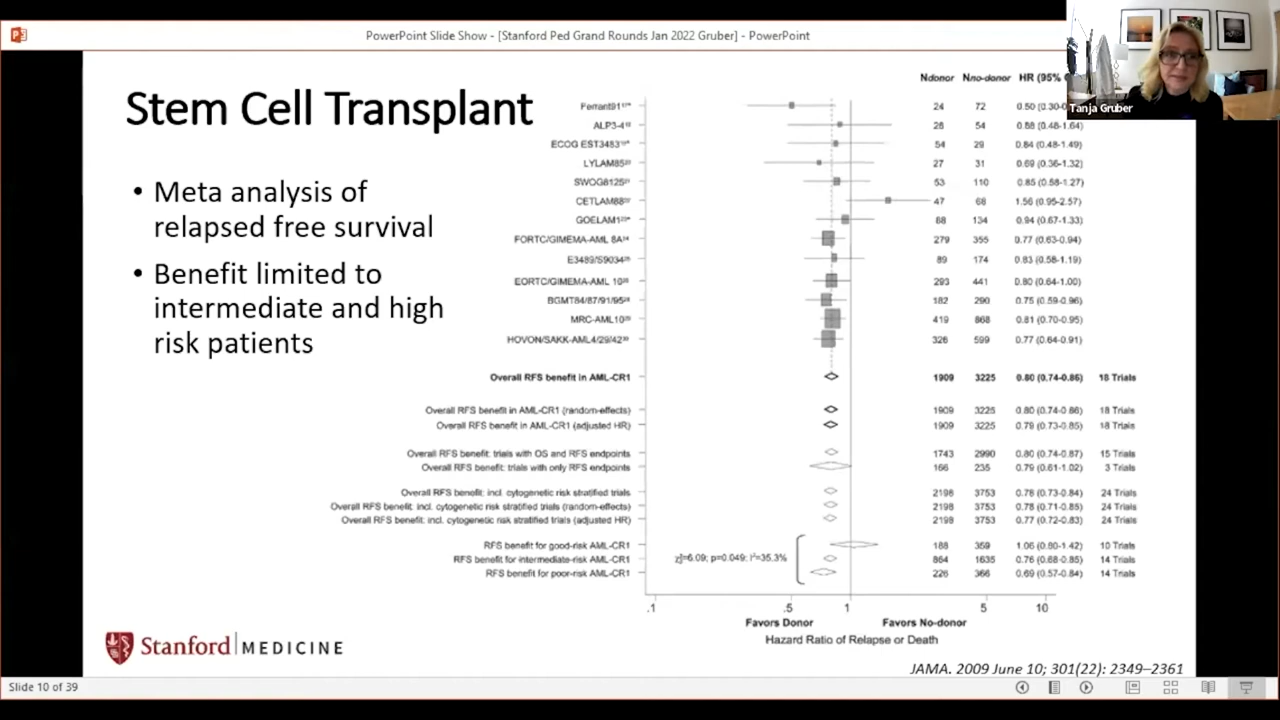 PowerPoint Slide Show - [Stanford Ped Grand Rounds Jan 2022 Gruber] - PowerPoint
Tanja Gruber
Stem Cell Transplant
• Meta analysis of
relapsed free survival
• Benefit limited to
intermediate and high
risk patients
Ndonor Nno-donor HR (95%
Ferrant91 24 72 0.50 (0.30-0
ALP3-4 28 54 0.88 (0.48-1.64)
ECOG EST3483 54 29 0.84 (0.48-1.49)
LYLAM85 27 31 0.69 (0.36-1.32)
SWOG8125 53 110 0.85 (0.58-1.27)
CETLAM88 47 68 1.56 (0.95-2.57)
GOELAM1 88 134 0.94 (0.67-1.33)
FORTC/GIMEMA-AML 8A 279 355 0.77 (0.63-0.94)
E3489/S9034 89 174 0.83 (0.58-1.19)
EORTC/GIMEMA-AML 10 293 441 0.80 (0.64-1.00)
BGMT84/87/91/95 182 290 0.75 (0.59-0.96)
MRC-AML10 419 868 0.81 (0.70-0.95)
HOVON/SAKK-AML4/29/42 326 599 0.77 (0.64-0.91)
Overall RFS benefit in AML-CR1 1909 3225 0.80 (0.74-0.86) 18 Trials
Overall RFS benefit in AML-CR1 (random-effects) 1909 3225 0.80 (0.74-0.86) 18 Trials
Overall RFS benefit in AML-CR1 (adjusted HR) 1909 3225 0.79 (0.73-0.85) 18 Trials
Overall RFS benefit: trials with OS and RFS endpoints 1743 2990 0.80 (0.74-0.87) 15 Trials
Overall RFS benefit: trials with only RFS endpoints 166 235 0.79 (0.61-1.02) 3 Trials
Overall RFS benefit: incl. cytogenetic risk stratified trials 2198 3753 0.78 (0.73-0.84) 24 Trials
Overall RFS benefit: incl. cytogenetic risk stratified trials (random-effects) 2198 3753 0.78 (0.71-0.85) 24 Trials
Overall RFS benefit: incl. cytogenetic risk stratified trials (adjusted HR) 2198 3753 0.77 (0.72-0.83) 24 Trials
RFS benefit for good-risk AML-CR1 188 359 1.06 (0.80-1.42) 10 Trials
RFS benefit for intermediate-risk AML-CR1 =6.09; p=0.049: I²=35.3% 864 1635 0.76 (0.68-0.85) 14 Trials
RFS benefit for poor-risk AML-CR1 226 366 0.69 (0.57-0.84) 14 Trials
.1 .5 1 5 10
Favors Donor Favors No-donor
Hazard Ratio of Relapse or Death
Stanford MEDICINE
JAMA. 2009 June 10; 301(22): 2349–2361
Slide 10 of 39